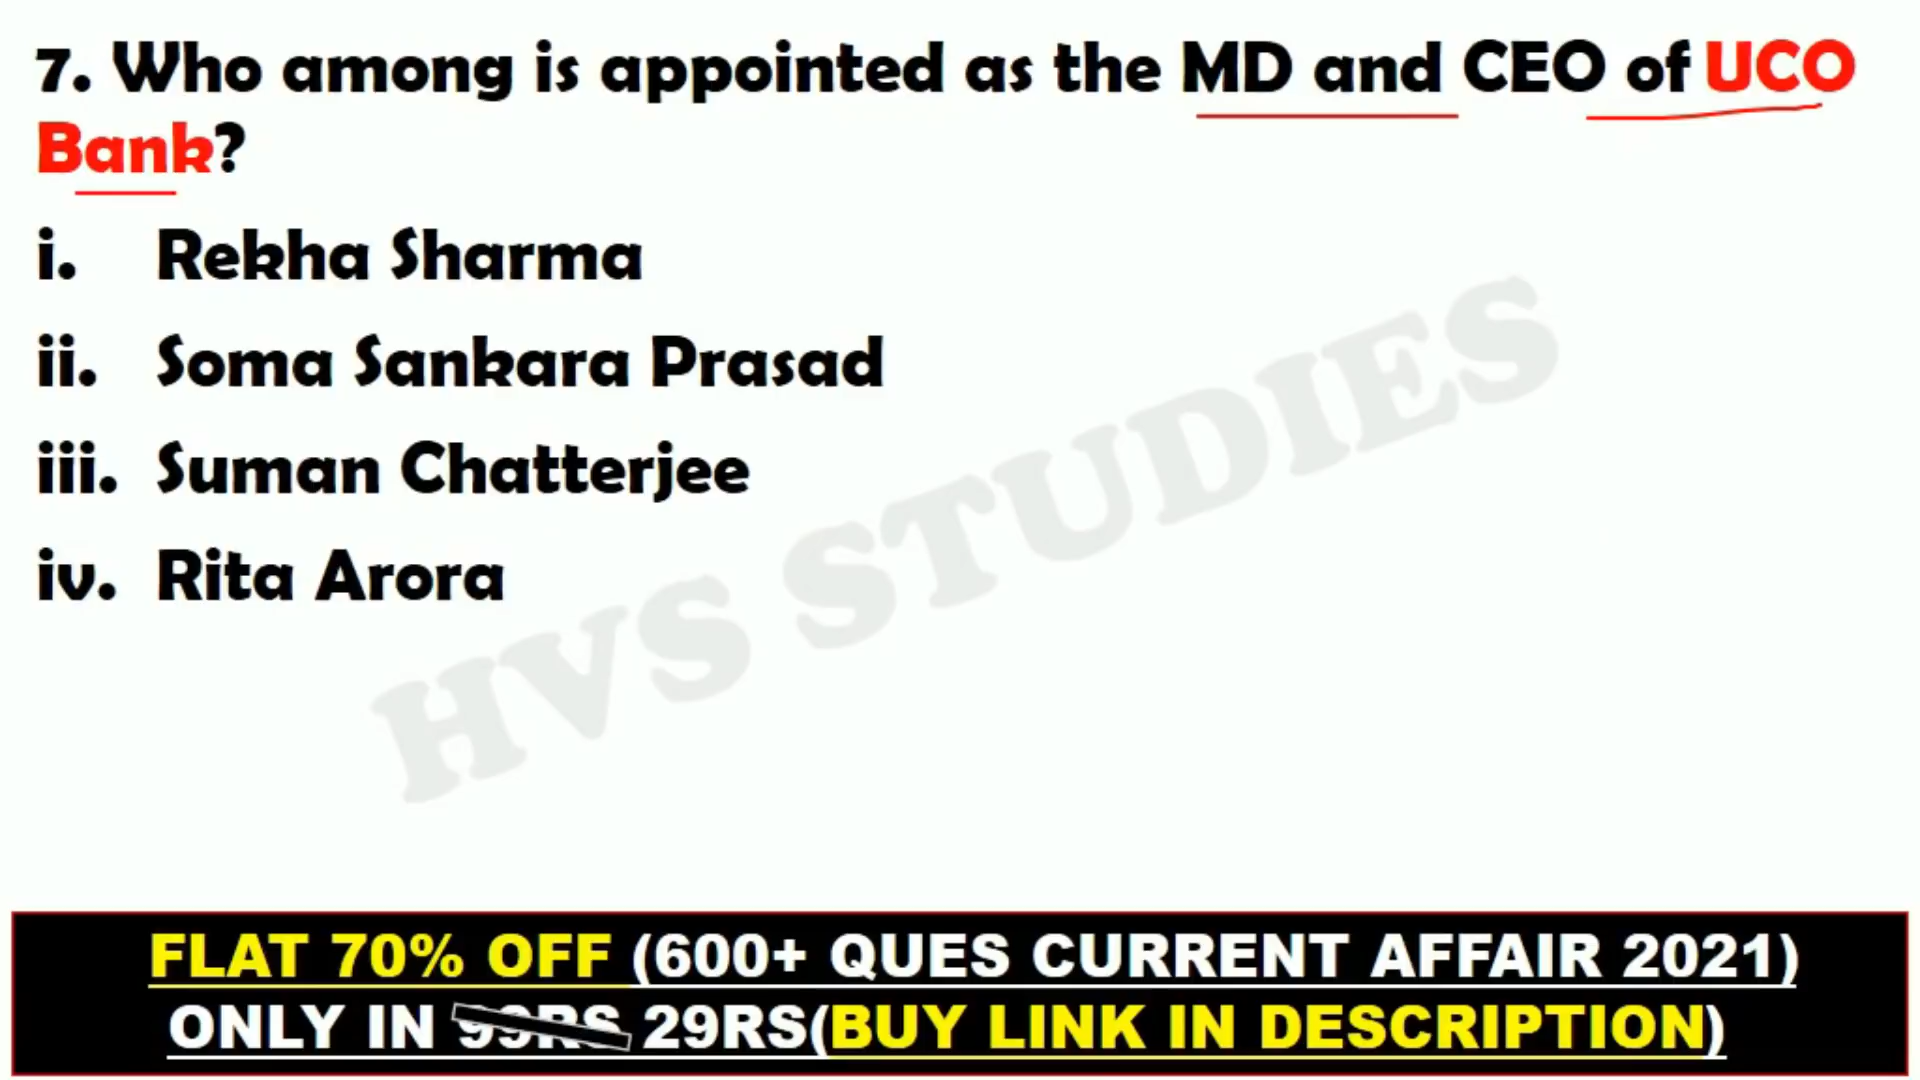 7. Who among is appointed as the MD and CEO of UCO
Bank?
i. Rekha Sharma
ii. Soma Sankara Prasad
iii. Suman Chatterjee
iv. Rita Arora
HVS STUDIES
FLAT 70% OFF (600+ QUES CURRENT AFFAIR 2021)
ONLY IN 99RS 29RS(BUY LINK IN DESCRIPTION)